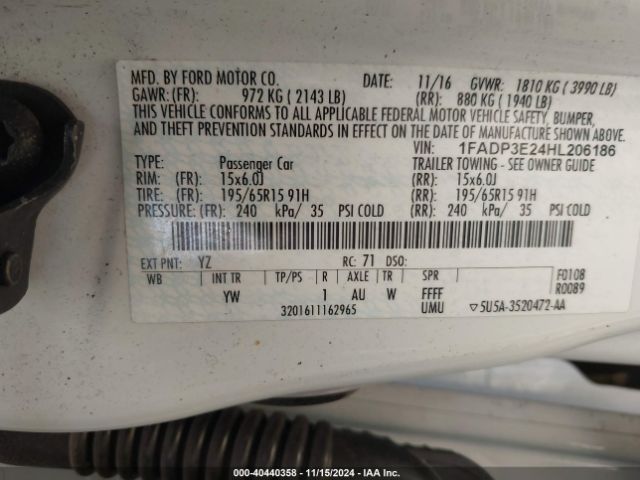 MFD. BY FORD MOTOR CO. DATE: 11/16 GVWR: 1810 KG ( 3990 LB)
GAWR: (FR): 972 KG ( 2143 LB) (RR): 880 KG ( 1940 LB)
THIS VEHICLE CONFORMS TO ALL APPLICABLE FEDERAL MOTOR VEHICLE SAFETY, BUMPER,
AND THEFT PREVENTION STANDARDS IN EFFECT ON THE DATE OF MANUFACTURE SHOWN ABOVE.
VIN: 1FADP3E24HL206186
TYPE: Passenger Car TRAILER TOWING - SEE OWNER GUIDE
RIM: (FR): 15x6.0J (RR): 15x6.0J
TIRE: (FR): 195/65R15 91H (RR): 195/65R15 91H
PRESSURE: (FR): 240 kPa/ 35 PSI COLD (RR): 240 kPa/ 35 PSI COLD
EXT PNT: YZ RC: 71 DSO:
WB INT TR TP/PS R AXLE TR SPR F0108
R0089
YW 1 AU W FFFF
3201611162965 UMU ▽5U5A-3520472-AA
000-40440358 - 11/15/2024 - IAA Inc.